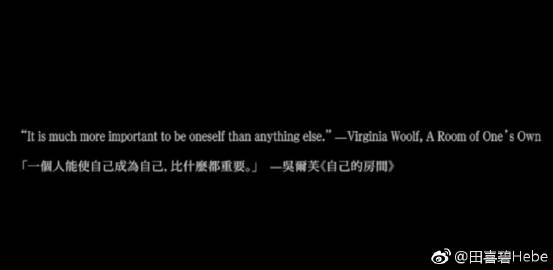 “It is much more important to be oneself than anything else.” —Virginia Woolf, A Room of One’s Own
「一個人能使自己成為自己，比什麼都重要。」 —吳爾芙《自己的房間》
@田喜碧Hebe